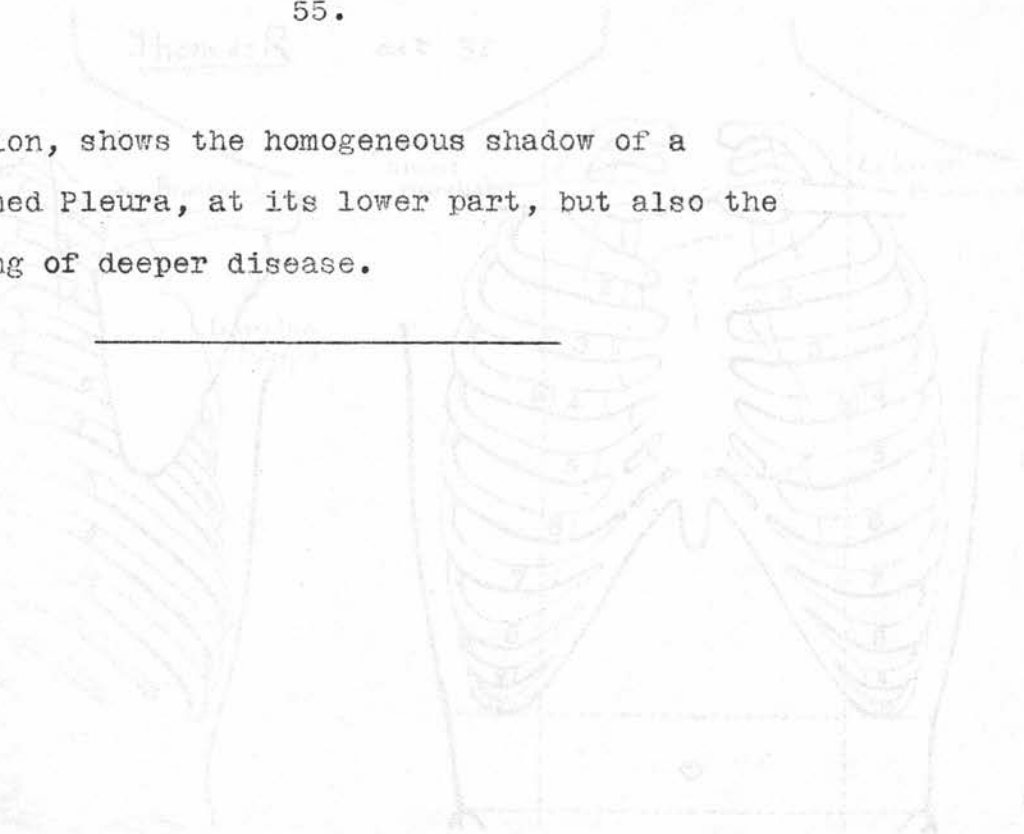 55.
ion, shows the homogeneous shadow of a
ned Pleura, at its lower part, but also the
ng of deeper disease.